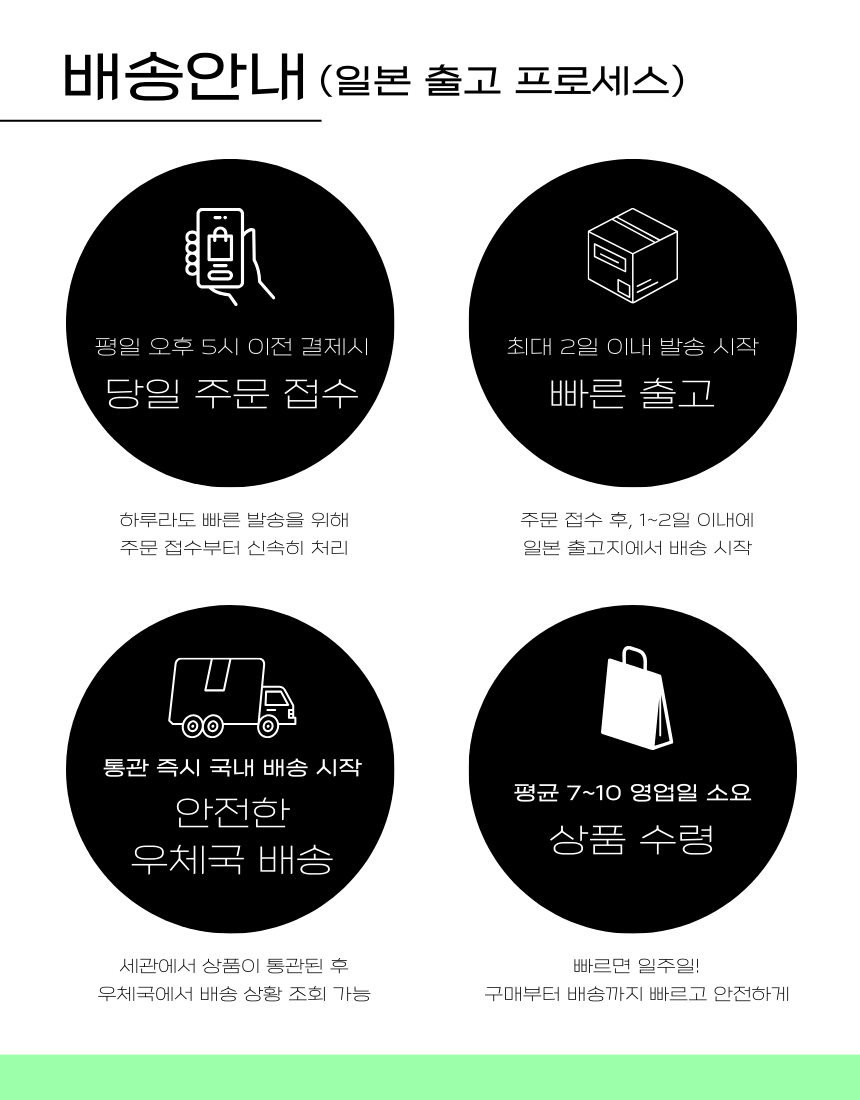 배송안내 (일본 출고 프로세스)
평일 오후 5시 이전 결제시
당일 주문 접수
하루라도 빠른 발송을 위해
주문 접수부터 신속히 처리
최대 2일 이내 발송 시작
빠른 출고
주문 접수 후, 1~2일 이내에
일본 출고지에서 배송 시작
통관 즉시 국내 배송 시작
안전한
우체국 배송
세관에서 상품이 통관된 후
우체국에서 배송 상황 조회 가능
평균 7~10 영업일 소요
상품 수령
빠르면 일주일!
구매부터 배송까지 빠르고 안전하게